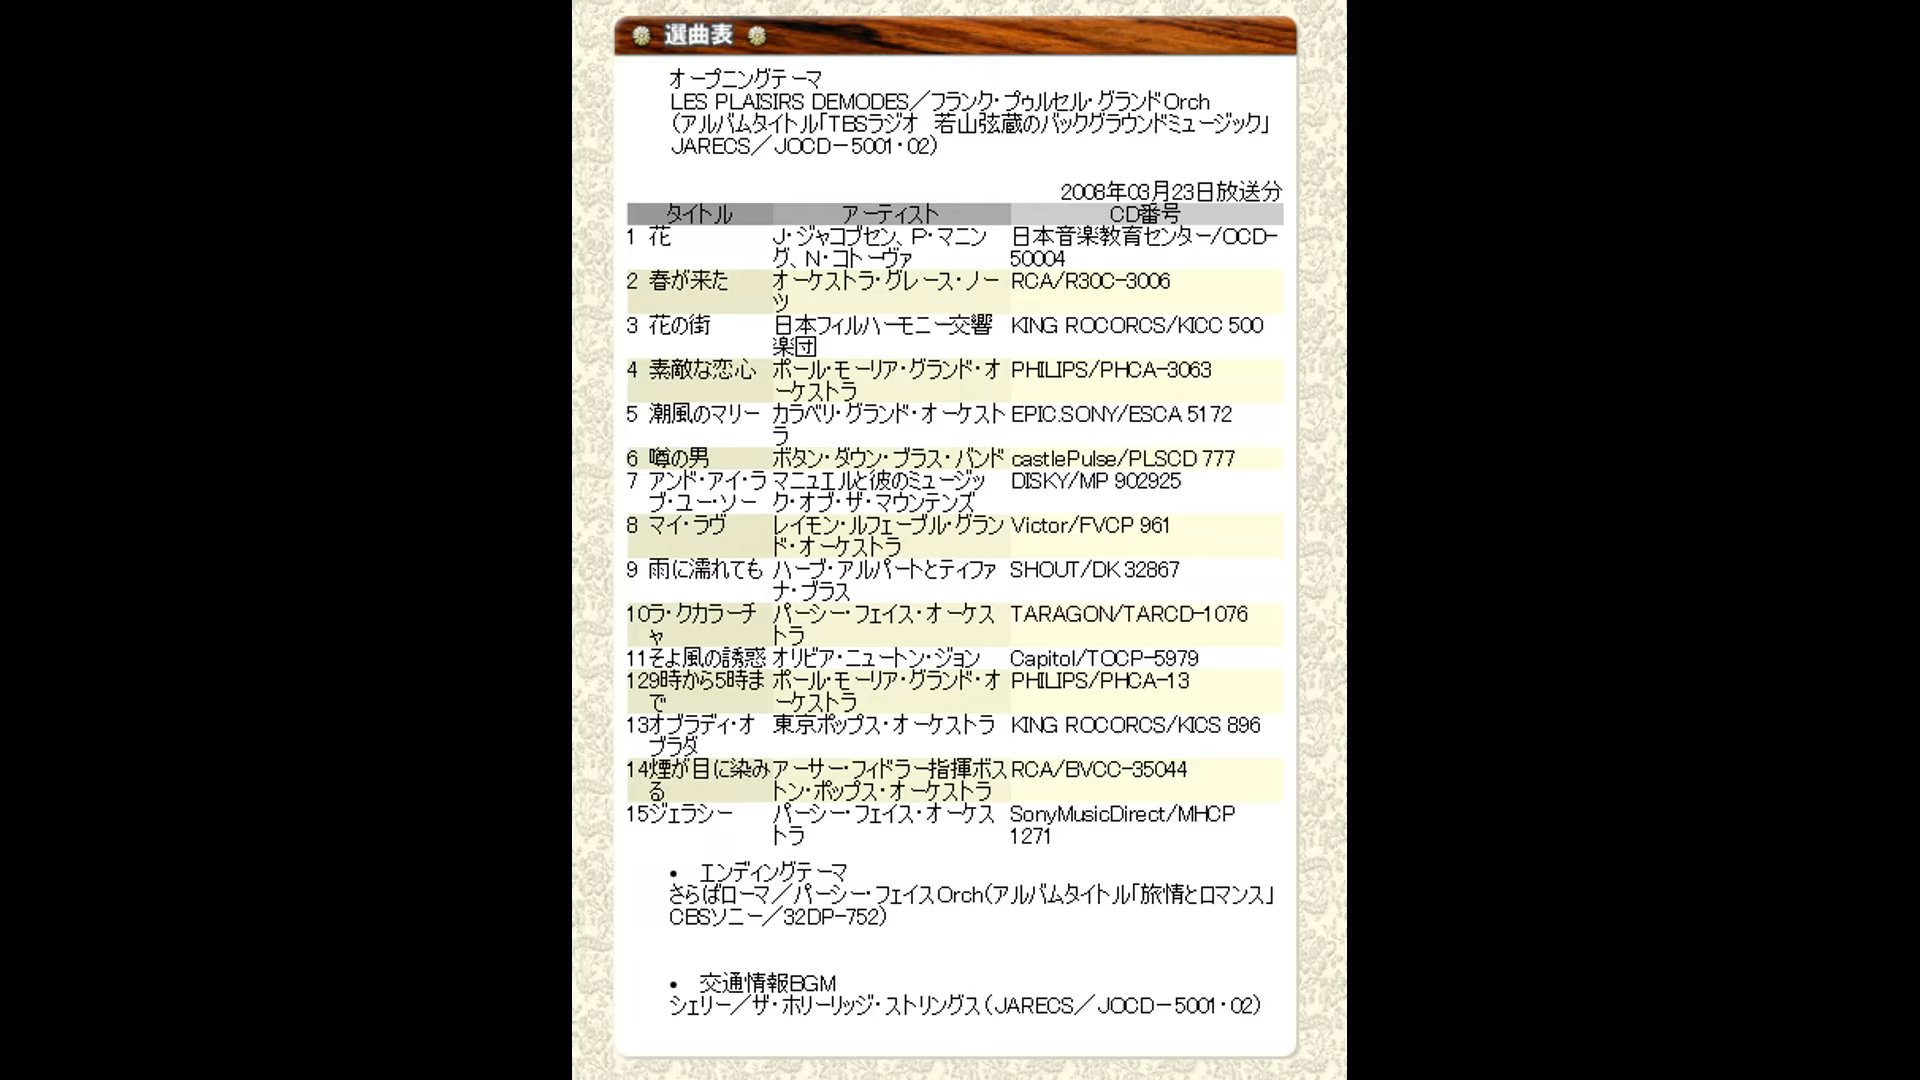 選曲表
オープニングテーマ
LES PLAISIRS DEMODES／フランク・プゥルセル・グランドOrch
（アルバムタイトル「TBSラジオ　若山弦蔵のバックグラウンドミュージック」
JARECS／JOCD－5001・02）
2008年03月23日放送分
タイトル アーティスト CD番号
1 花 J・ジャコブセン、P・マニン 日本音楽教育センター/OCD-
グ、N・コトーヴァ 50004
2 春が来た オーケストラ・グレース・ノー RCA/R30C-3006
ツ
3 花の街 日本フィルハーモニー交響 KING ROCORCS/KICC 500
楽団
4 素敵な恋心 ポール・モーリア・グランド・オ PHILIPS/PHCA-3063
ーケストラ
5 潮風のマリー カラベリ・グランド・オーケスト EPIC.SONY/ESCA 5172
ラ
6 噂の男 ボタン・ダウン・ブラス・バンド castlePulse/PLSCD 777
7 アンド・アイ・ラ マニュエルと彼のミュージッ DISKY/MP 902925
ブ・ユー・ソー ク・オブ・ザ・マウンテンズ
8 マイ・ラヴ レイモン・ルフェーブル・グラン Victor/FVCP 961
ド・オーケストラ
9 雨に濡れても ハーブ・アルパートとティファ SHOUT/DK 32867
ナ・ブラス
10 ラ・クカラーチ パーシー・フェイス・オーケス TARAGON/TARCD-1076
ャ トラ
11 そよ風の誘惑 オリビア・ニュートン・ジョン Capitol/TOCP-5979
12 9時から5時ま ポール・モーリア・グランド・オ PHILIPS/PHCA-13
で ーケストラ
13 オブラディ・オ 東京ポップス・オーケストラ KING ROCORCS/KICS 896
ブラダ
14 煙が目に染み アーサー・フィドラー指揮ボス RCA/BVCC-35044
る トン・ポップス・オーケストラ
15 ジェラシー パーシー・フェイス・オーケス SonyMusicDirect/MHCP
トラ 1271
• エンディングテーマ
さらばローマ／パーシー・フェイスOrch（アルバムタイトル「旅情とロマンス」
CBSソニー／32DP-752）
• 交通情報BGM
シェリー／ザ・ホリーリッジ・ストリングス（JARECS／JOCD－5001・02）